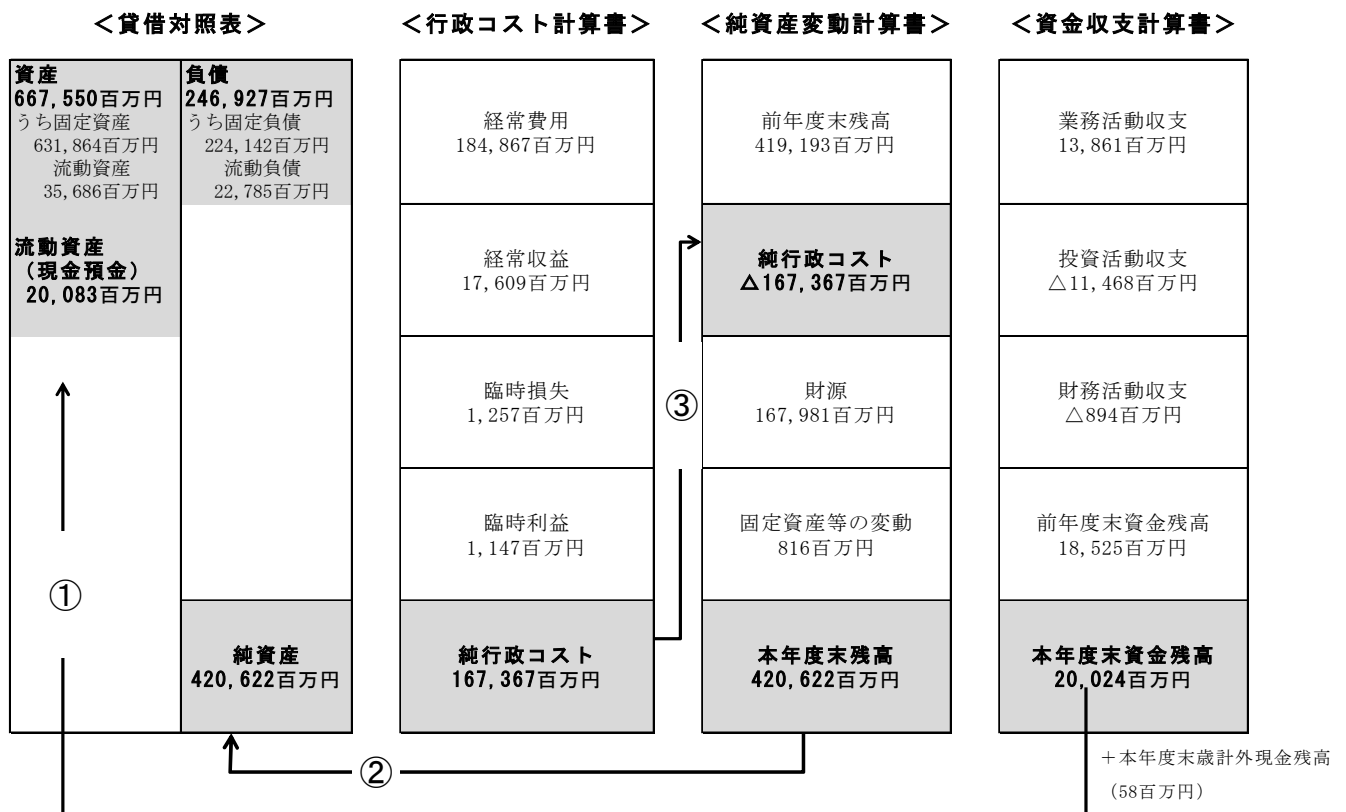 ＜貸借対照表＞
資産
667,550百万円
うち固定資産
631,864百万円
流動資産
35,686百万円
流動資産
（現金預金）
20,083百万円
①
負債
246,927百万円
うち固定負債
224,142百万円
流動負債
22,785百万円
純資産
420,622百万円
②
＜行政コスト計算書＞
経常費用
184,867百万円
経常収益
17,609百万円
臨時損失
1,257百万円
臨時利益
1,147百万円
純行政コスト
167,367百万円
③
＜純資産変動計算書＞
前年度末残高
419,193百万円
純行政コスト
△167,367百万円
財源
167,981百万円
固定資産等の変動
816百万円
本年度末残高
420,622百万円
＜資金収支計算書＞
業務活動収支
13,861百万円
投資活動収支
△11,468百万円
財務活動収支
△894百万円
前年度末資金残高
18,525百万円
本年度末資金残高
20,024百万円
＋本年度末歳計外現金残高
（58百万円）